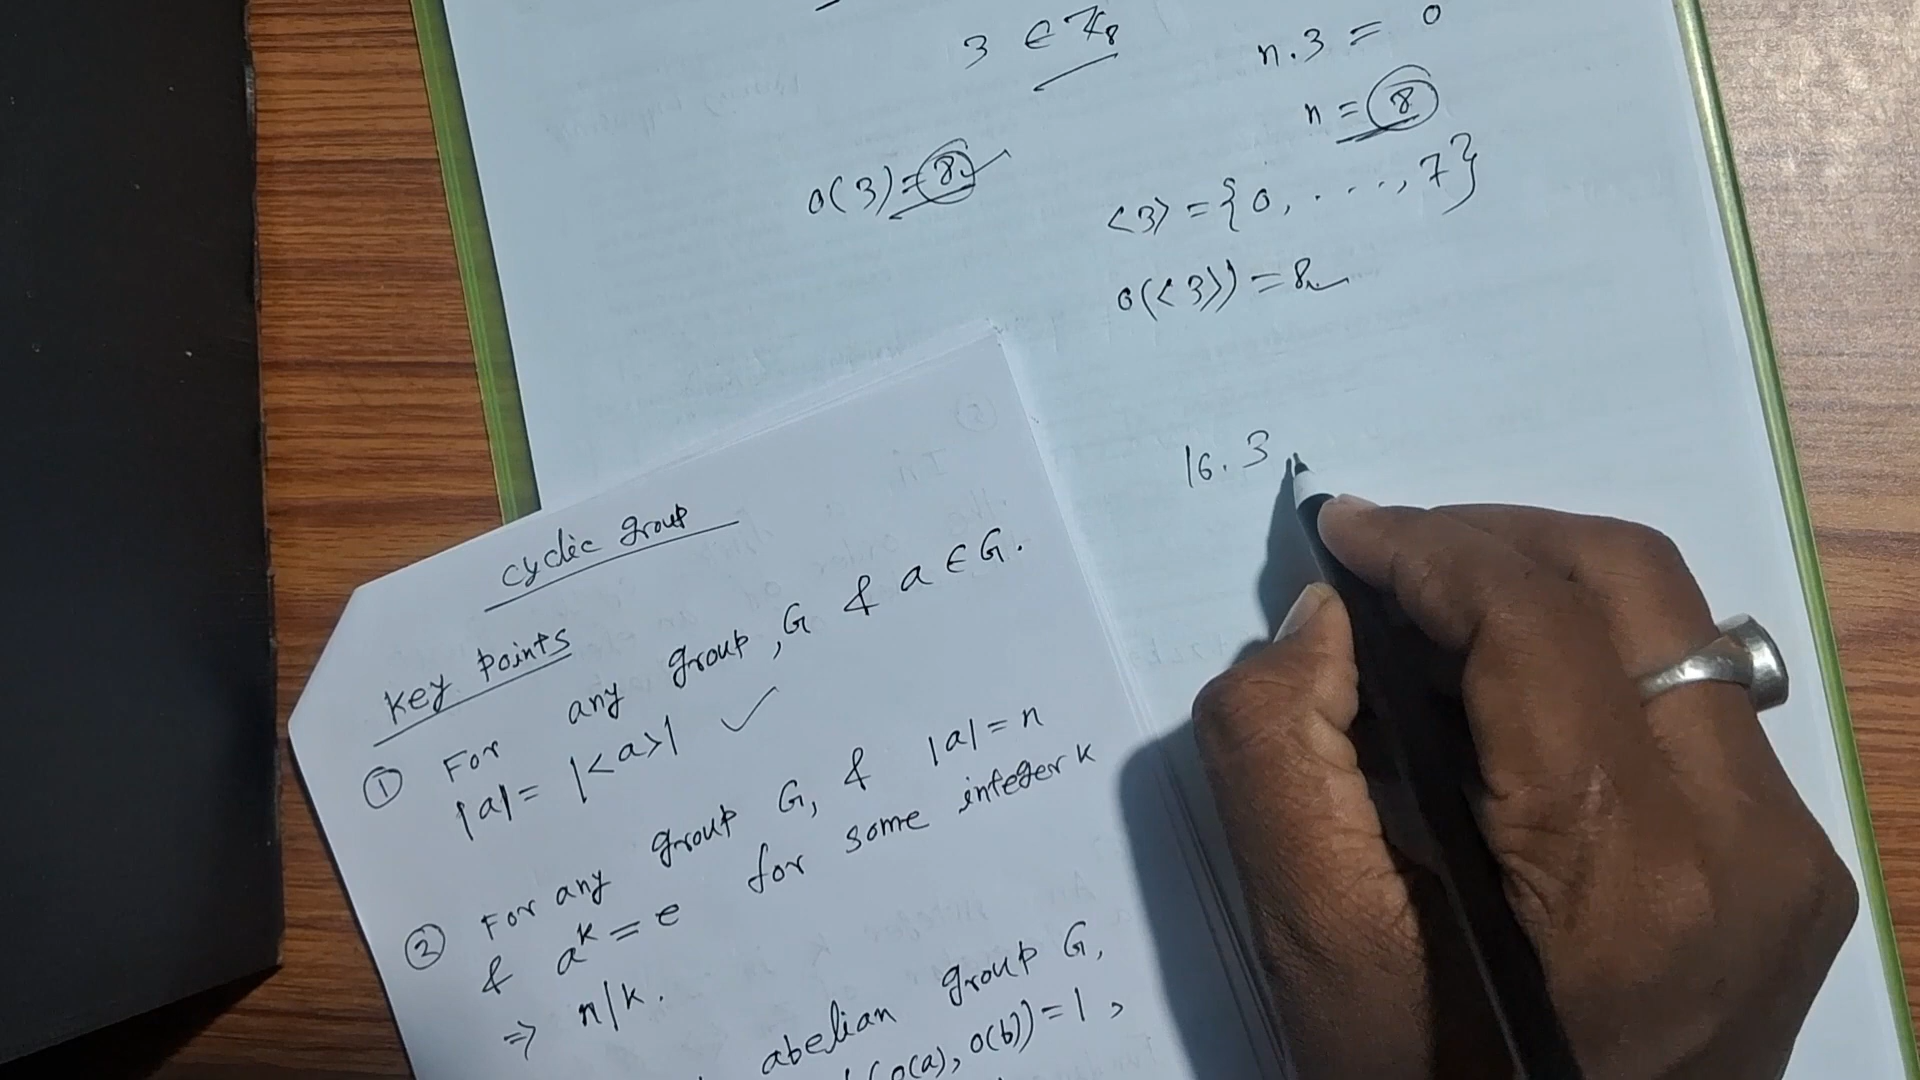 3 ∈ ℤ₈
n.3 = 0
n = 8
o(3) = 8
<3> = {0, ...., 7}
o(<3>) = 8
16. 3
cyclic group
Key points
① For any group, G & a ∈ G.
|a| = |<a>| ✓
② For any group G, & |a| = n
& aᵏ = e for some integer k
⇒ n/k.
abelian group G,
(o(a), o(b)) = 1,